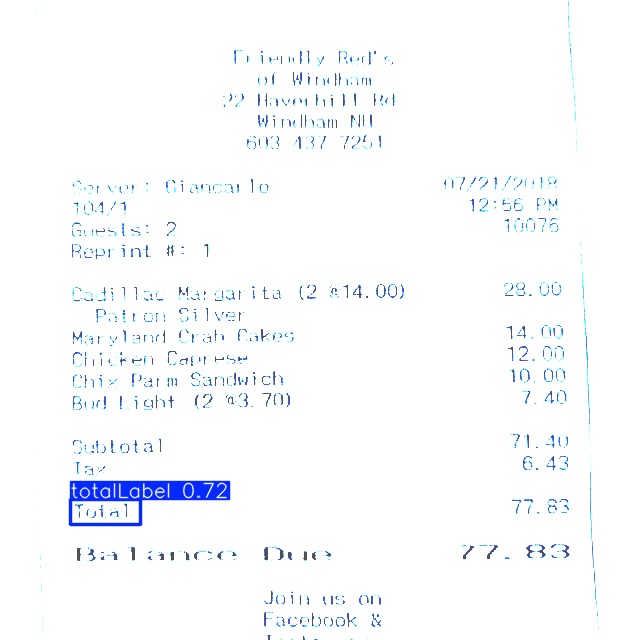 Friendly Red's
of Windham
22 Haverhill Rd
Windham NH
603 437 7251
Server: Giancarlo 07/21/2018
104/1 12:56 PM
Guests: 2 10076
Reprint #: 1
Cadillac Margarita (2 @14.00) 28.00
Patron Silver
Maryland Crab Cakes 14.00
Chicken Caprese 12.00
Chix Parm Sandwich 10.00
Bud Light (2 @3.70) 7.40
Subtotal 71.40
Tax 6.43
totalLabel 0.72
Total 77.83
Balance Due 77.83
Join us on
Facebook &